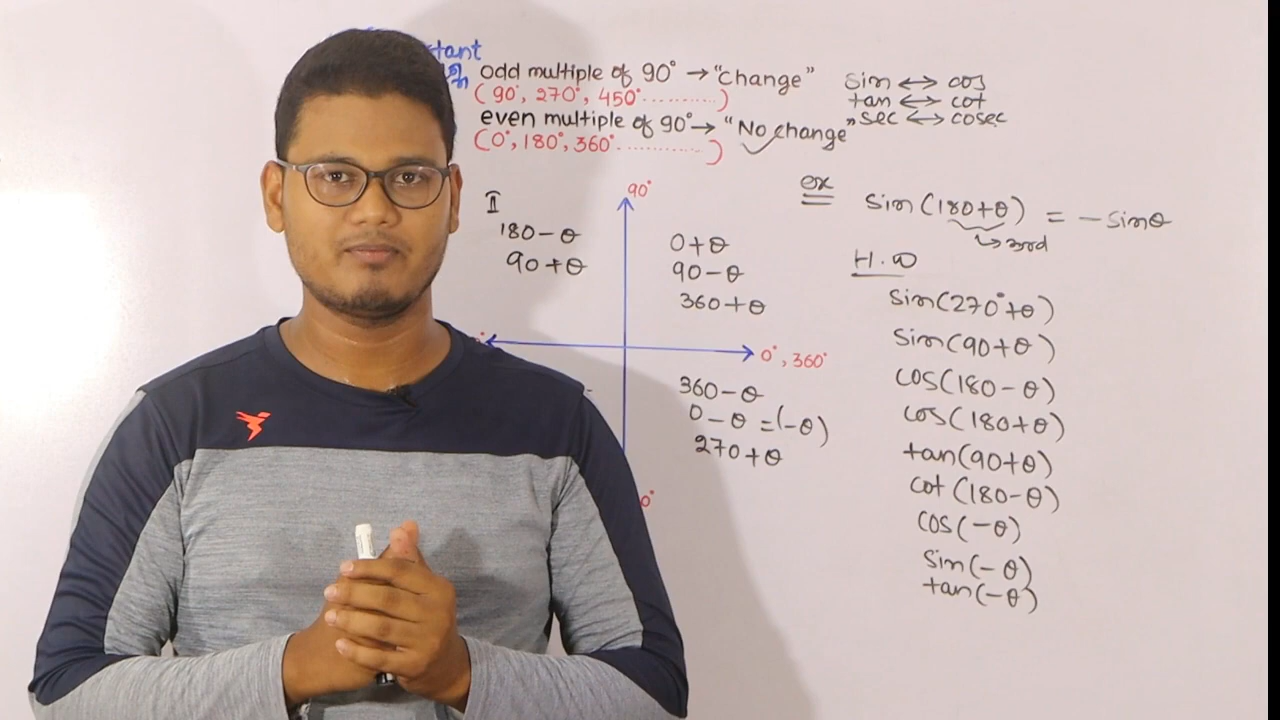 tant
odd multiple of 90° → "change"
(90°, 270°, 450°..........)
even multiple of 90° → "No change"
(0°, 180°, 360°...........)
sin ↔ cos
tan ↔ cot
sec ↔ cosec
90°
II
180 - θ
90 + θ
0 + θ
90 - θ
360 + θ
0°, 360°
360 - θ
0 - θ = (-θ)
270 + θ
0°
ex
sin(180+θ) = - sinθ
↳ 3rd
H.W
sin(270°+θ)
sin(90+θ)
cos(180 - θ)
cos(180+θ)
tan(90+θ)
cot(180-θ)
cos(-θ)
sin(-θ)
tan(-θ)